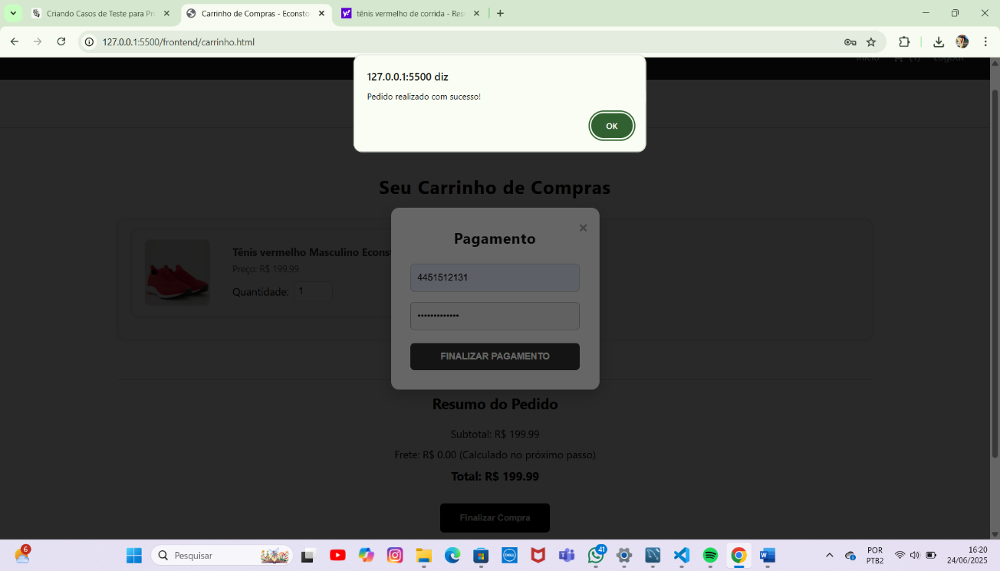 Criando Casos de Teste para Pro
Carrinho de Compras - Econsto
tênis vermelho de corrida - Res
127.0.0.1:5500/frontend/carrinho.html
Início (1) Logout
127.0.0.1:5500 diz
Pedido realizado com sucesso!
OK
Seu Carrinho de Compras
Pagamento
Tênis vermelho Masculino Econst
Preço: R$ 199.99
4451512131
Quantidade: 1
•••••••••••••
FINALIZAR PAGAMENTO
Resumo do Pedido
Subtotal: R$ 199.99
Frete: R$ 0.00 (Calculado no próximo passo)
Total: R$ 199.99
Finalizar Compra
6
Pesquisar
DELL
41
POR
PTB2
16:20
24/06/2025